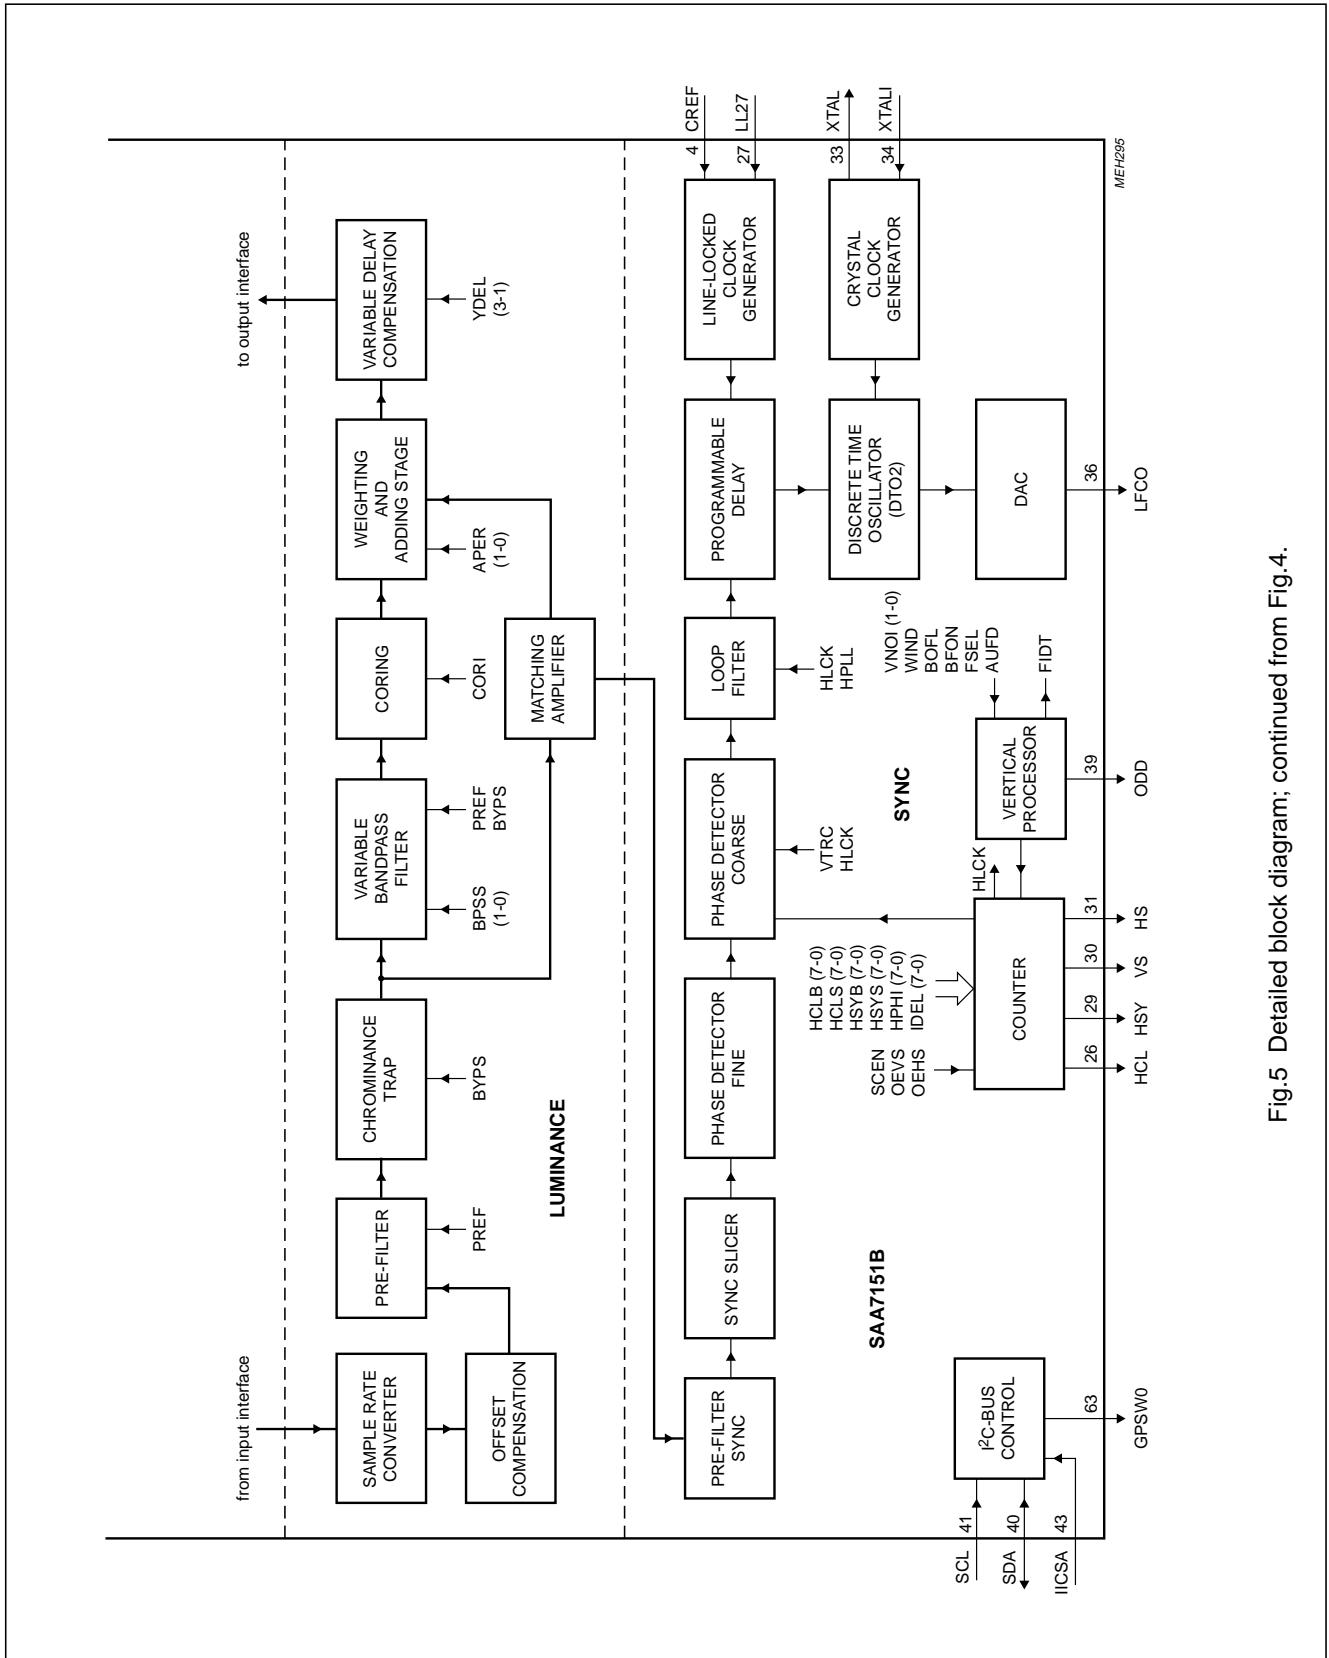 from input interface
to output interface
SAMPLE RATE
CONVERTER
OFFSET
COMPENSATION
PRE-FILTER
PREF
CHROMINANCE
TRAP
BYPS
VARIABLE
BANDPASS
FILTER
BPSS
(1-0)
PREF
BYPS
CORING
CORI
WEIGHTING
AND
ADDING STAGE
APER
(1-0)
VARIABLE DELAY
COMPENSATION
YDEL
(3-1)
MATCHING
AMPLIFIER
LUMINANCE
PRE-FILTER
SYNC
SYNC SLICER
PHASE DETECTOR
FINE
PHASE DETECTOR
COARSE
VTRC
HLCK
LOOP
FILTER
HLCK
HPLL
PROGRAMMABLE
DELAY
LINE-LOCKED
CLOCK
GENERATOR
4
CREF
27
LL27
DISCRETE TIME
OSCILLATOR
(DTO2)
CRYSTAL
CLOCK
GENERATOR
33
XTAL
34
XTALI
DAC
36
LFCO
SAA7151B
SYNC
SCEN
OEVS
OEHS
HCLB (7-0)
HCLS (7-0)
HSYB (7-0)
HSYS (7-0)
HPHI (7-0)
IDEL (7-0)
COUNTER
HLCK
VNOI (1-0)
WIND
BOFL
BFON
FSEL
AUFD
FIDT
VERTICAL
PROCESSOR
39
ODD
26
HCL
29
HSY
30
VS
31
HS
I²C-BUS
CONTROL
SCL
41
SDA
40
IICSA
43
63
GPSW0
MEH295
Fig.5 Detailed block diagram; continued from Fig.4.